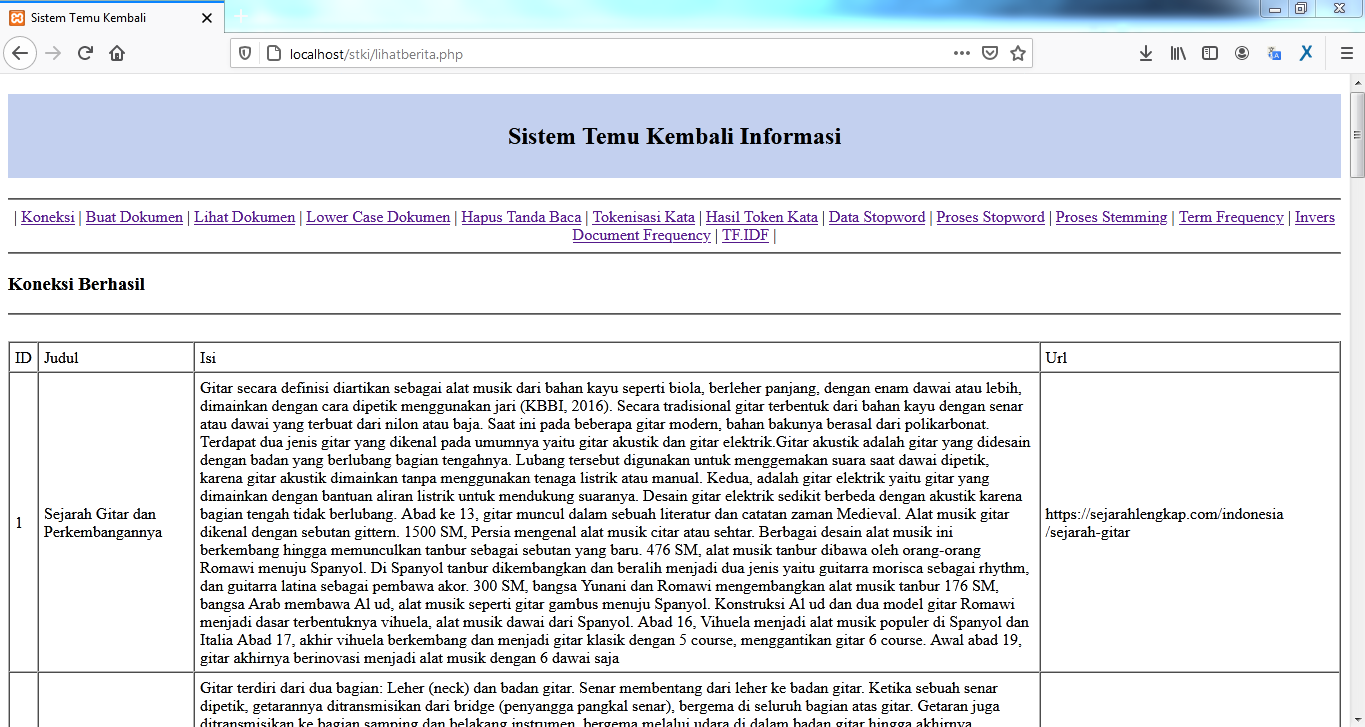 Sistem Temu Kembali
localhost/stki/lihatberita.php
Sistem Temu Kembali Informasi
| Koneksi | Buat Dokumen | Lihat Dokumen | Lower Case Dokumen | Hapus Tanda Baca | Tokenisasi Kata | Hasil Token Kata | Data Stopword | Proses Stopword | Proses Stemming | Term Frequency | Invers
Document Frequency | TF.IDF |
Koneksi Berhasil
ID Judul Isi Url
1
Sejarah Gitar dan
Perkembangannya
Gitar secara definisi diartikan sebagai alat musik dari bahan kayu seperti biola, berleher panjang, dengan enam dawai atau lebih,
dimainkan dengan cara dipetik menggunakan jari (KBBI, 2016). Secara tradisional gitar terbentuk dari bahan kayu dengan senar
atau dawai yang terbuat dari nilon atau baja. Saat ini pada beberapa gitar modern, bahan bakunya berasal dari polikarbonat.
Terdapat dua jenis gitar yang dikenal pada umumnya yaitu gitar akustik dan gitar elektrik.Gitar akustik adalah gitar yang didesain
dengan badan yang berlubang bagian tengahnya. Lubang tersebut digunakan untuk menggemakan suara saat dawai dipetik,
karena gitar akustik dimainkan tanpa menggunakan tenaga listrik atau manual. Kedua, adalah gitar elektrik yaitu gitar yang
dimainkan dengan bantuan aliran listrik untuk mendukung suaranya. Desain gitar elektrik sedikit berbeda dengan akustik karena
bagian tengah tidak berlubang. Abad ke 13, gitar muncul dalam sebuah literatur dan catatan zaman Medieval. Alat musik gitar
dikenal dengan sebutan gittern. 1500 SM, Persia mengenal alat musik citar atau sehtar. Berbagai desain alat musik ini
berkembang hingga memunculkan tanbur sebagai sebutan yang baru. 476 SM, alat musik tanbur dibawa oleh orang-orang
Romawi menuju Spanyol. Di Spanyol tanbur dikembangkan dan beralih menjadi dua jenis yaitu guitarra morisca sebagai rhythm,
dan guitarra latina sebagai pembawa akor. 300 SM, bangsa Yunani dan Romawi mengembangkan alat musik tanbur 176 SM,
bangsa Arab membawa Al ud, alat musik seperti gitar gambus menuju Spanyol. Konstruksi Al ud dan dua model gitar Romawi
menjadi dasar terbentuknya vihuela, alat musik dawai dari Spanyol. Abad 16, Vihuela menjadi alat musik populer di Spanyol dan
Italia Abad 17, akhir vihuela berkembang dan menjadi gitar klasik dengan 5 course, menggantikan gitar 6 course. Awal abad 19,
gitar akhirnya berinovasi menjadi alat musik dengan 6 dawai saja
https://sejarahlengkap.com/indonesia
/sejarah-gitar
Gitar terdiri dari dua bagian: Leher (neck) dan badan gitar. Senar membentang dari leher ke badan gitar. Ketika sebuah senar
dipetik, getarannya ditransmisikan dari bridge (penyangga pangkal senar), bergema di seluruh bagian atas gitar. Getaran juga
ditransmisikan ke bagian samping dan belakang instrumen, bergema melalui udara di dalam badan gitar hingga akhirnya